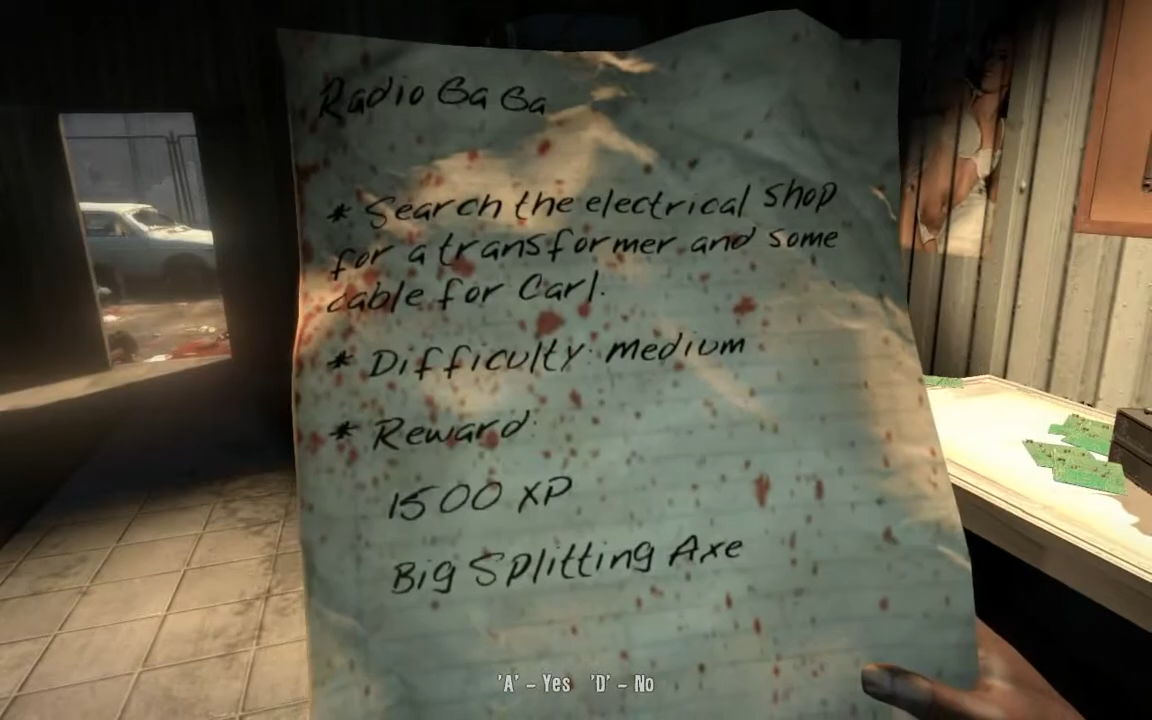 Radio Ga Ga
* Search the electrical shop
for a transformer and some
cable for Carl.
* Difficulty: medium
* Reward:
1500 XP
Big Splitting Axe
'A' - Yes 'D' - No